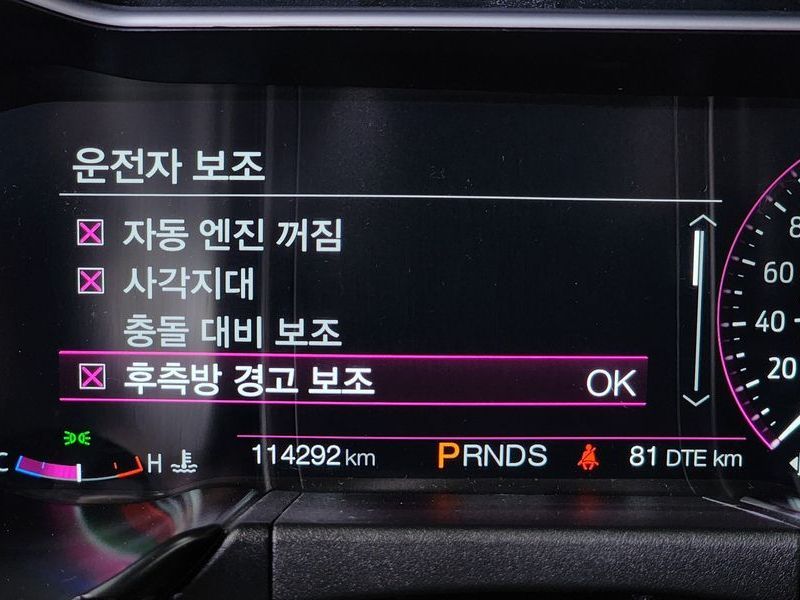 운전자 보조
자동 엔진 꺼짐
사각지대
충돌 대비 보조
후측방 경고 보조 OK
C H 114292 km PRNDS 81 DTE km
8
60
40
20